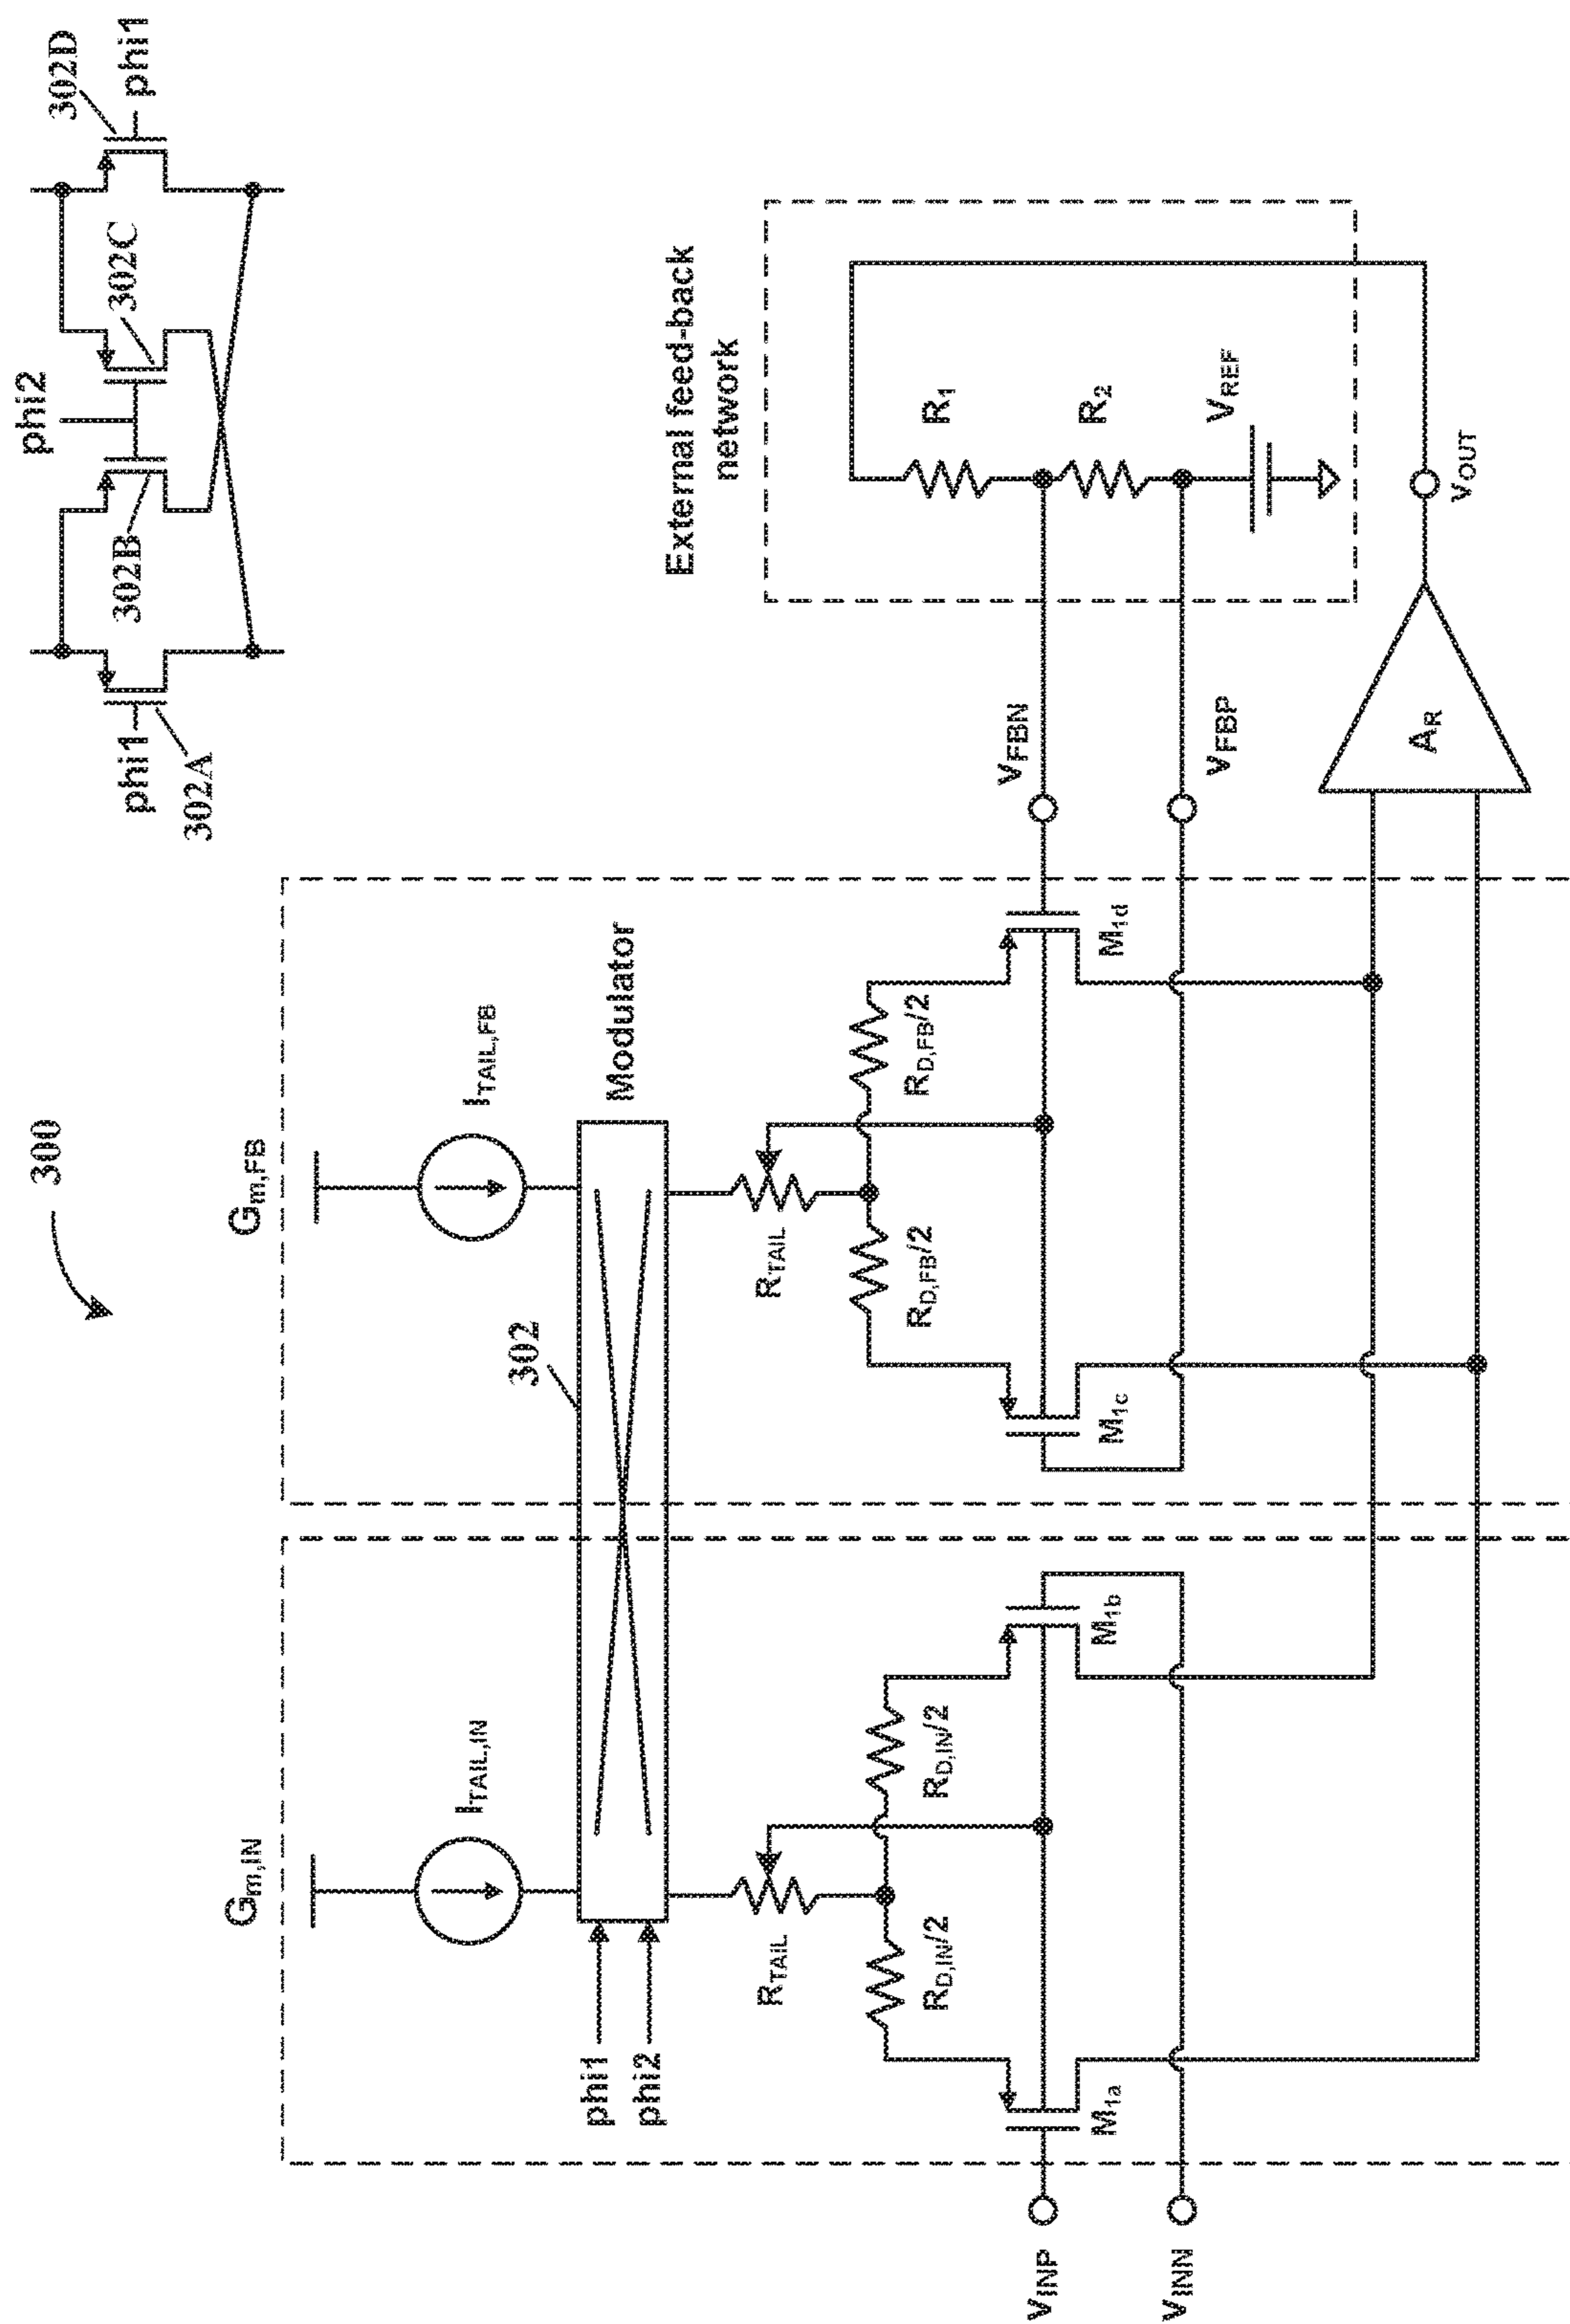 300
Gm,IN
Gm,FB
ITAIL,IN
ITAIL,FB
302
Modulator
phi1
phi2
RTAIL
RTAIL
RD,IN/2
RD,IN/2
RD,FB/2
RD,FB/2
M1a
M1b
M1c
M1d
VINP
VINN
VFBN
VFBP
External feed-back
network
R1
R2
VREF
AR
VOUT
phi2
phi1
phi1
302A
302B
302C
302D